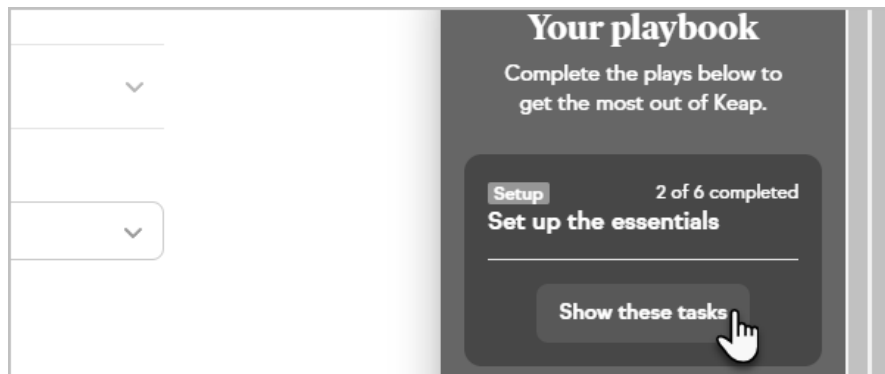 Your playbook
Complete the plays below to
get the most out of Keap.
Setup
2 of 6 completed
Set up the essentials
Show these tasks